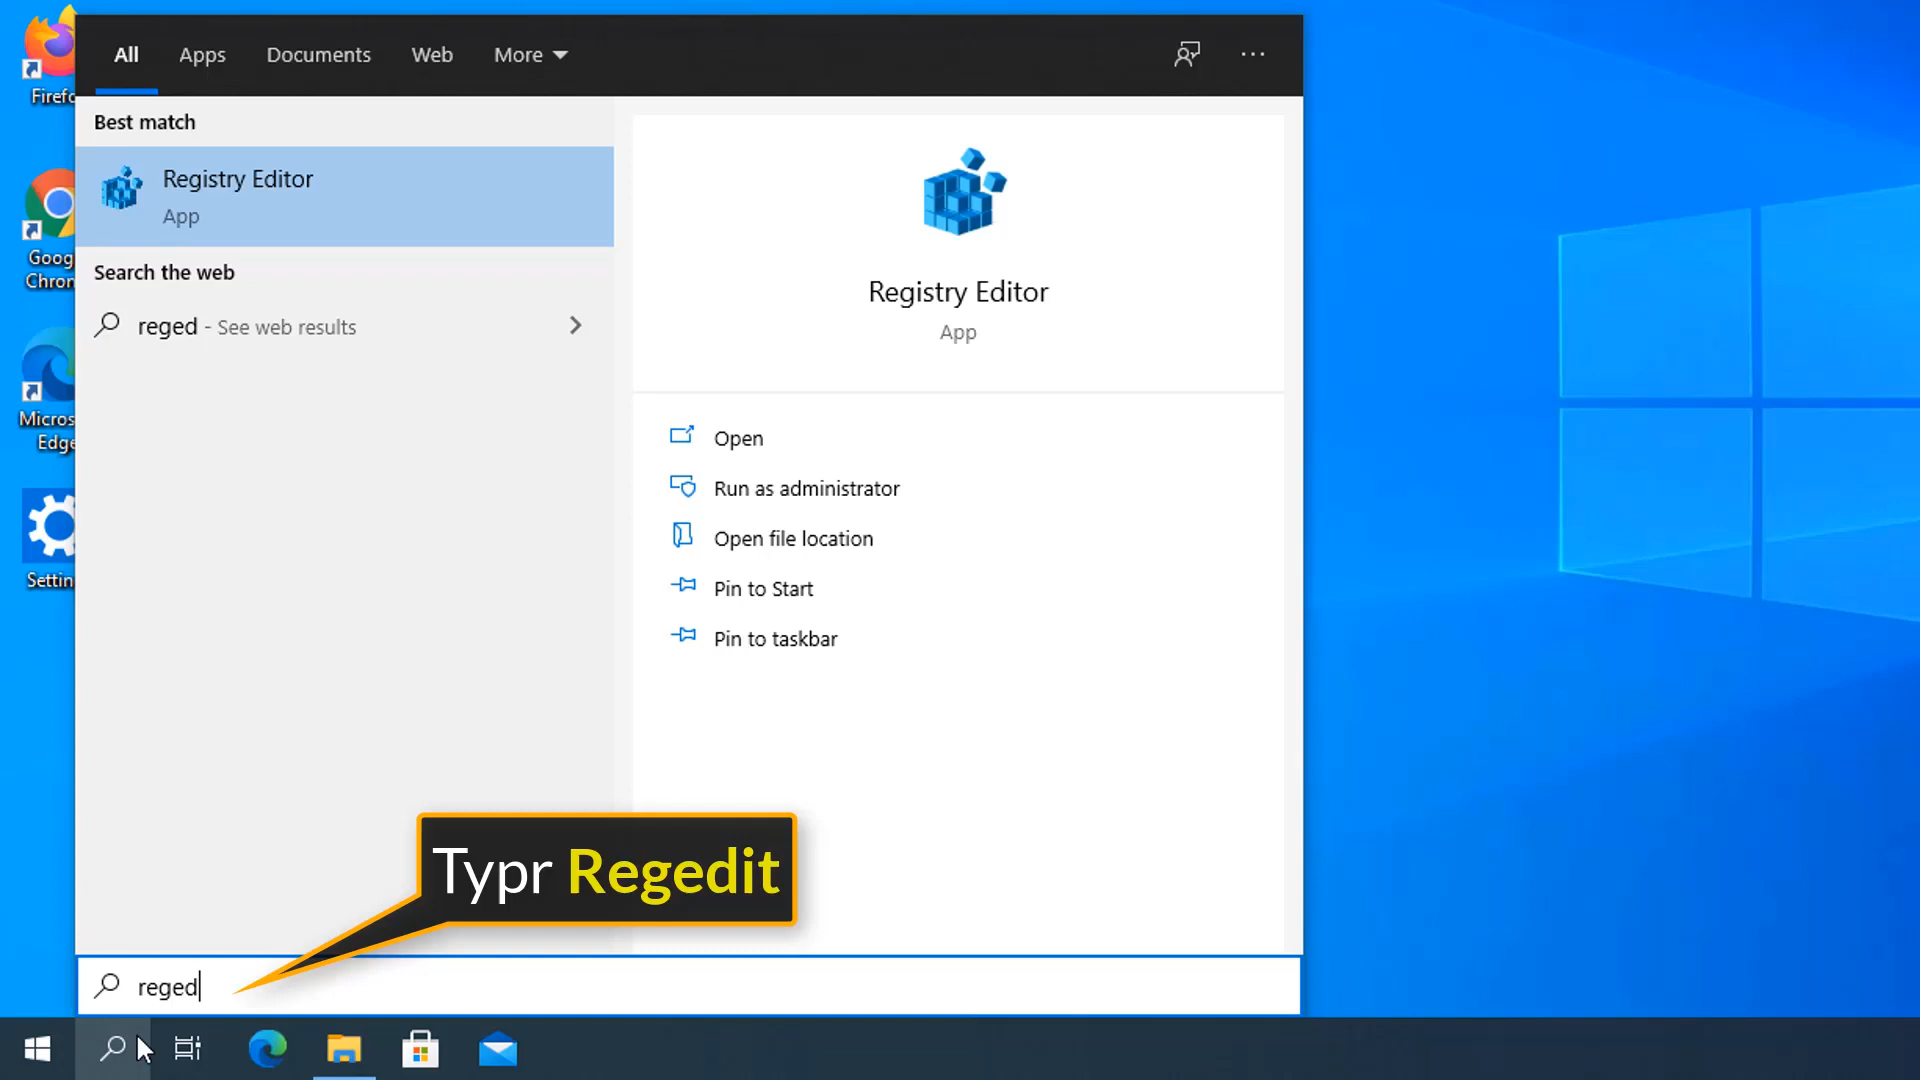 All Apps Documents Web More
Best match
Registry Editor
App
Search the web
reged - See web results
Registry Editor
App
Open
Run as administrator
Open file location
Pin to Start
Pin to taskbar
Firefo
Goog
Chron
Micros
Edge
Settin
Typr Regedit
reged